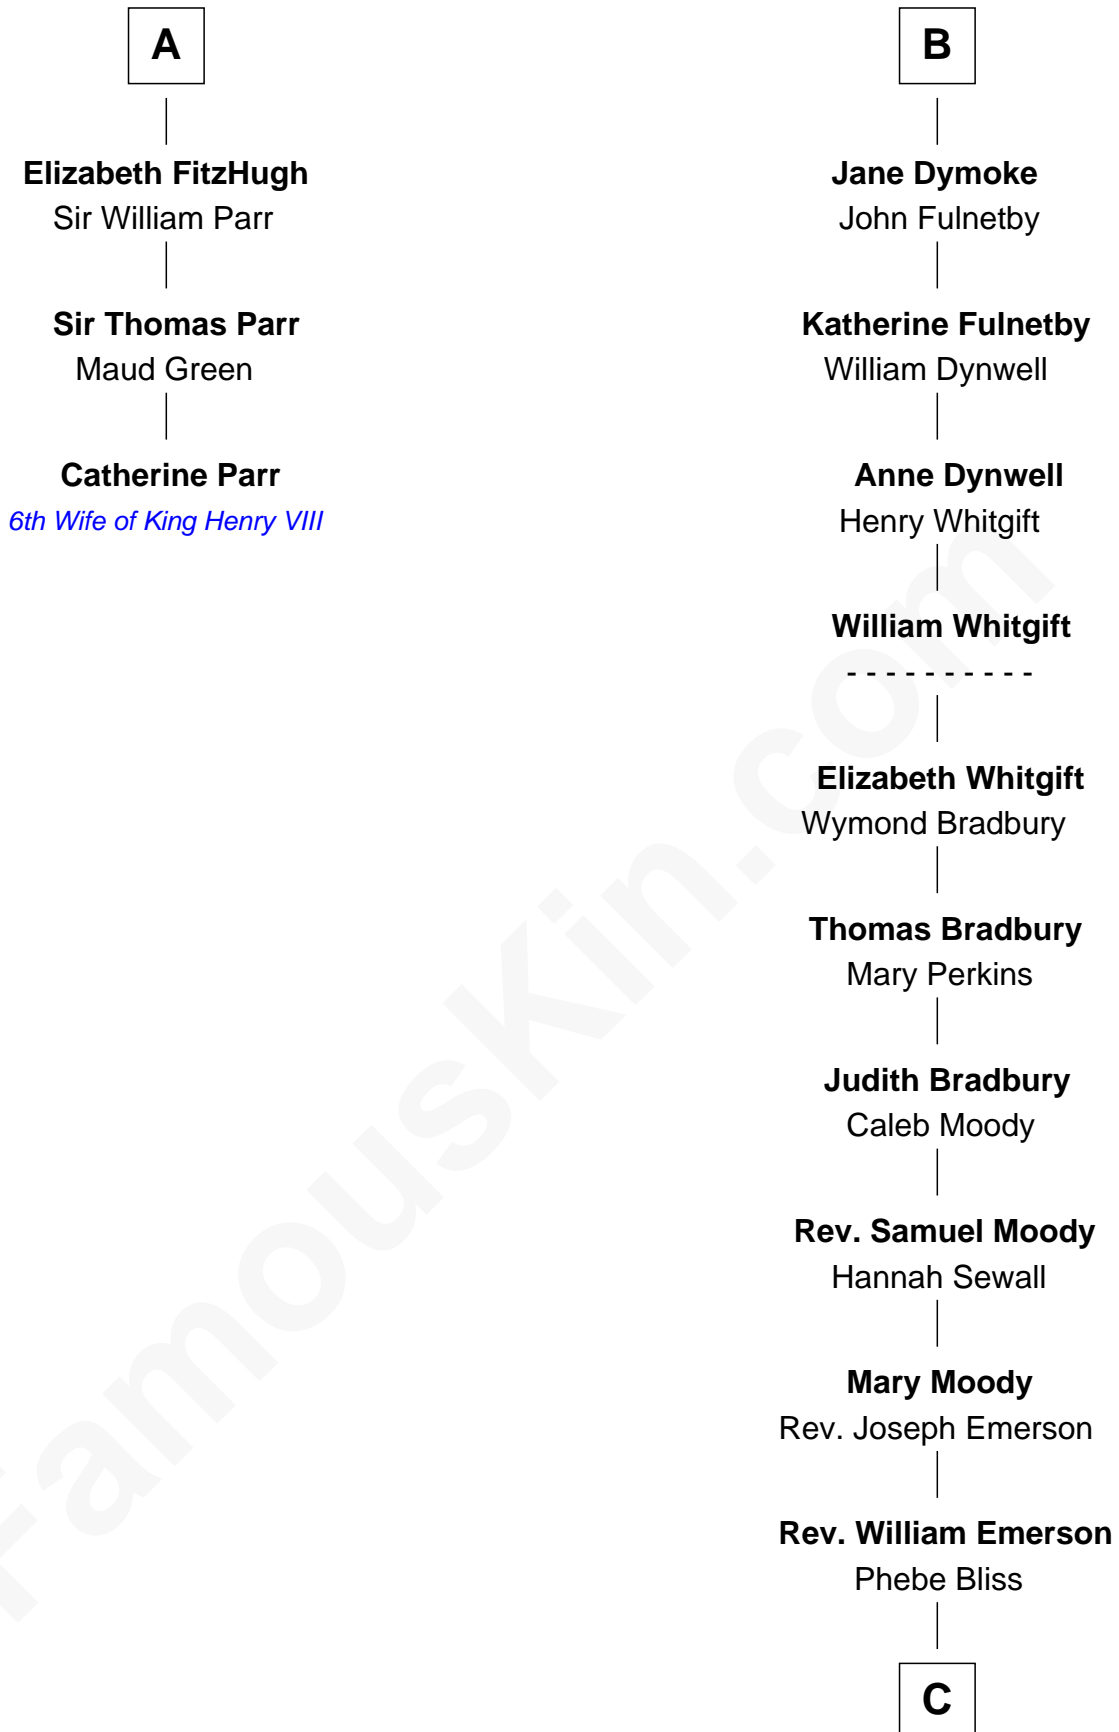 A
Elizabeth FitzHugh
Sir William Parr
Sir Thomas Parr
Maud Green
Catherine Parr
6th Wife of King Henry VIII
B
Jane Dymoke
John Fulnetby
Katherine Fulnetby
William Dynwell
Anne Dynwell
Henry Whitgift
William Whitgift
- - - - - - - - - -
Elizabeth Whitgift
Wymond Bradbury
Thomas Bradbury
Mary Perkins
Judith Bradbury
Caleb Moody
Rev. Samuel Moody
Hannah Sewall
Mary Moody
Rev. Joseph Emerson
Rev. William Emerson
Phebe Bliss
C
FamousKin.com